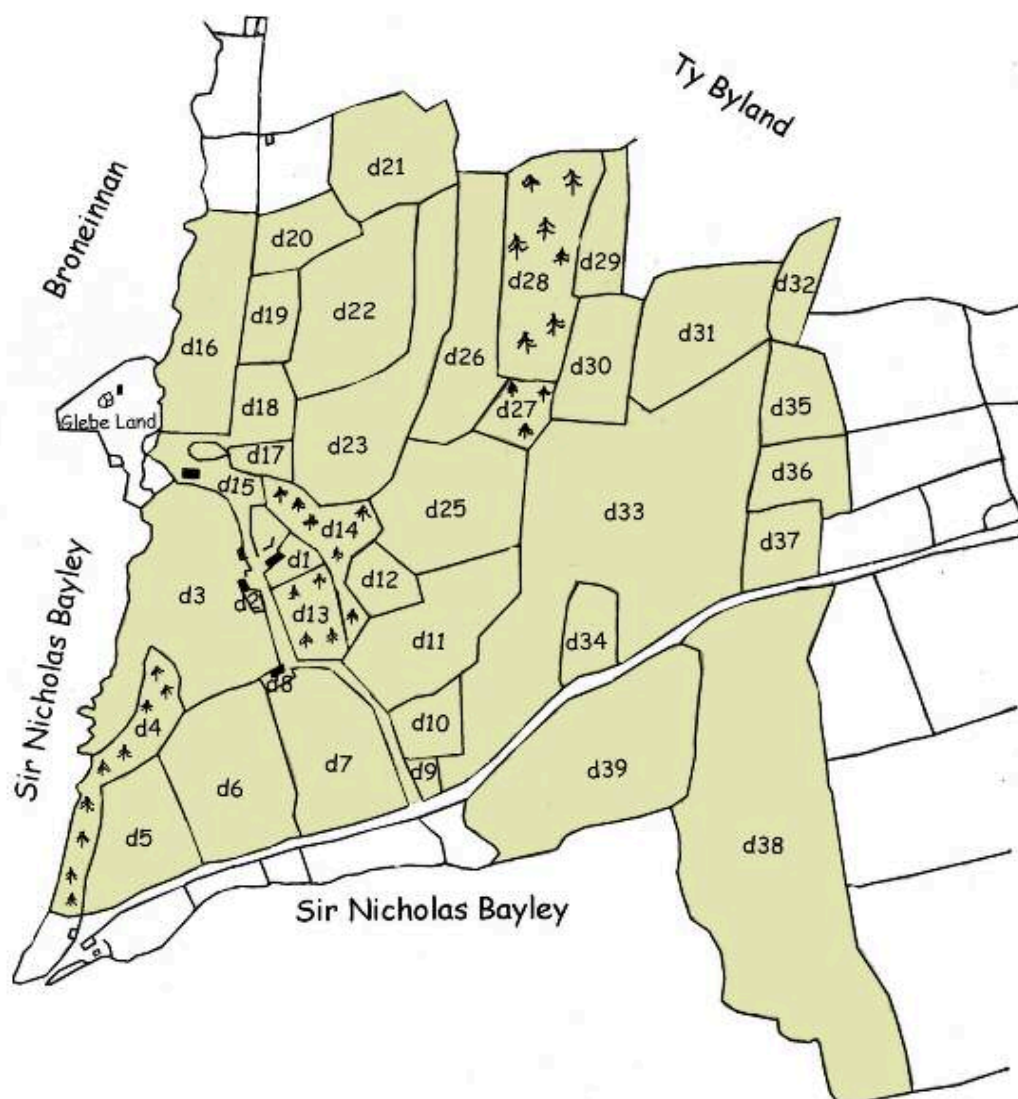 Ty Byland
Broneinnan
d21
d20
d29
d28
d32
d19
d22
d31
d16
d26
d30
d18
d27
d35
Glebe Land
d17
d23
d36
d15
d25
d33
d14
d37
d1
d12
d3
d13
d11
d34
Sir Nicholas Bayley
d8
d4
d10
d7
d9
d39
d6
d5
d38
Sir Nicholas Bayley